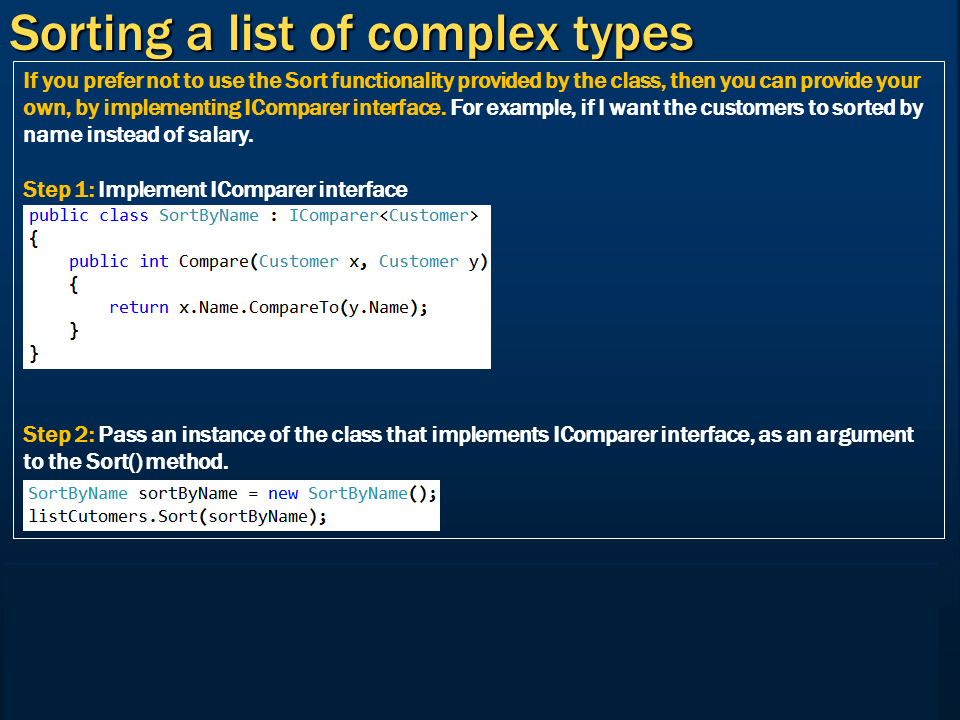 Sorting a list of complex types
If you prefer not to use the Sort functionality provided by the class, then you can provide your
own, by implementing IComparer interface. For example, if I want the customers to sorted by
name instead of salary.
Step 1: Implement IComparer interface
public class SortByName : IComparer<Customer>
{
    public int Compare(Customer x, Customer y)
    {
        return x.Name.CompareTo(y.Name);
    }
}
Step 2: Pass an instance of the class that implements IComparer interface, as an argument
to the Sort() method.
SortByName sortByName = new SortByName();
listCutomers.Sort(sortByName);